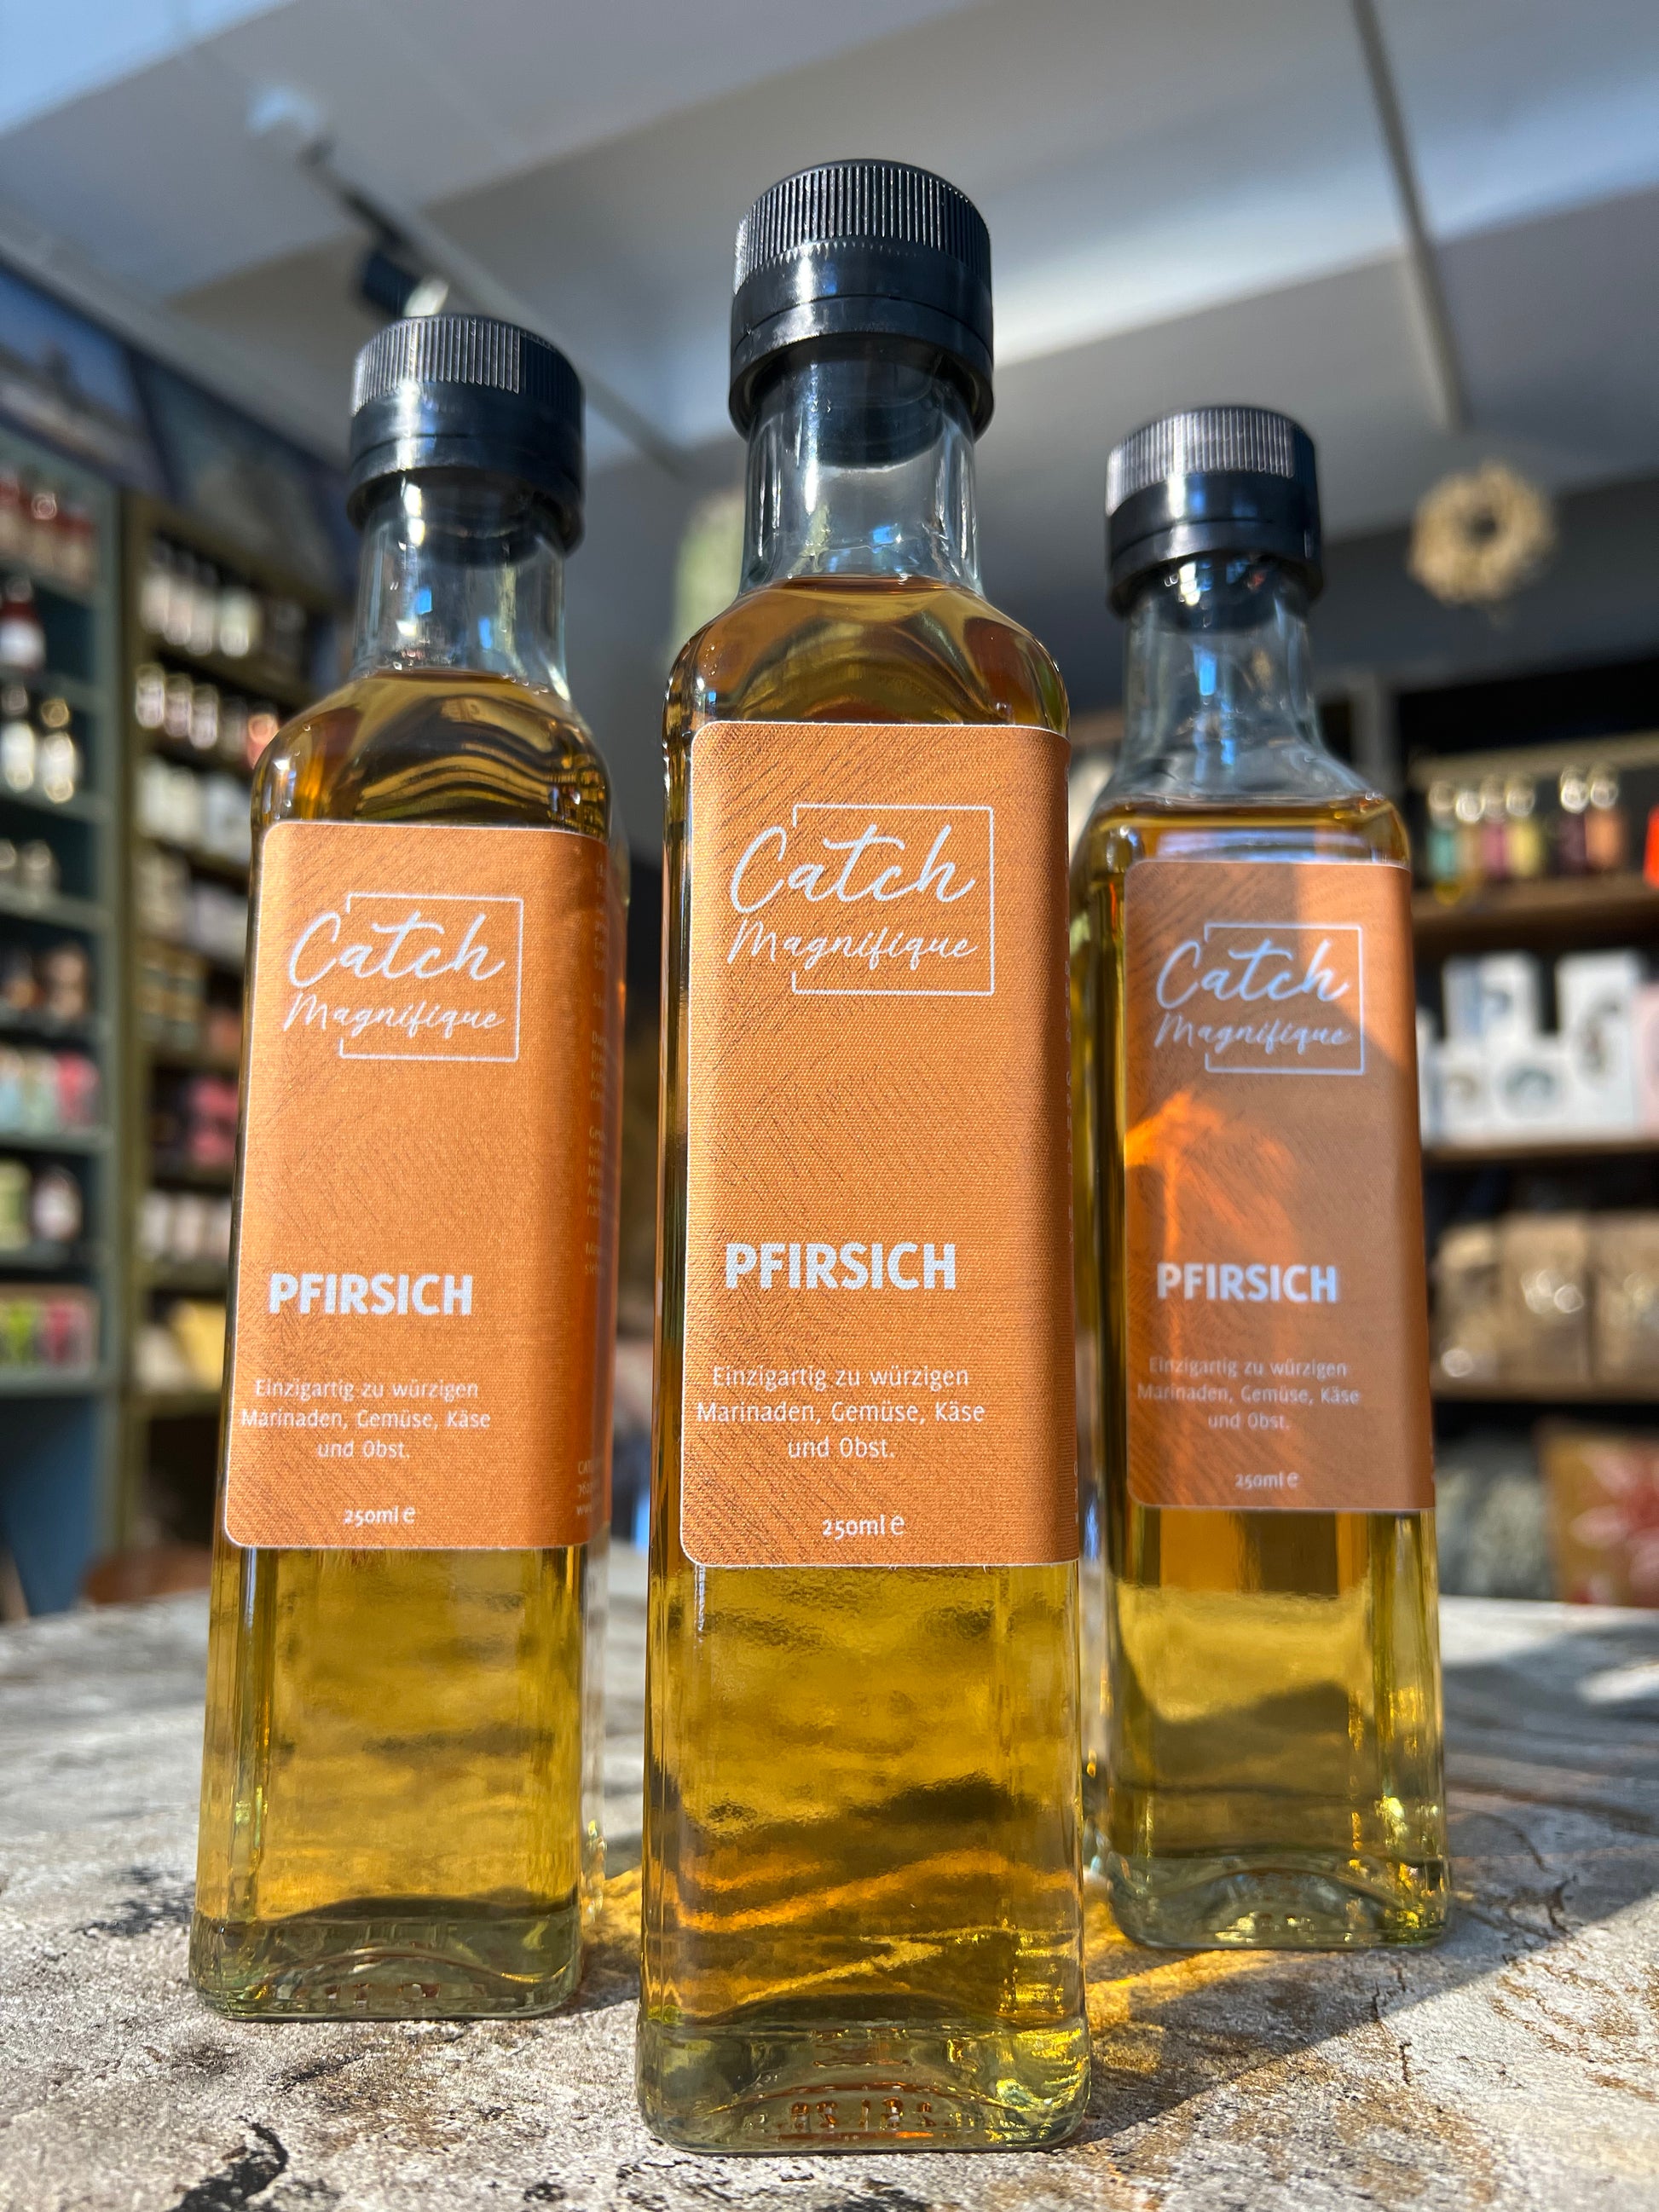 Catch
Magnifique
PFIRSICH
Einzigartig zu würzigen
Marinaden, Gemüse, Käse
und Obst.
250ml e
Catch
Magnifique
PFIRSICH
Einzigartig zu würzigen
Marinaden, Gemüse, Käse
und Obst.
250ml e
Catch
Magnifique
PFIRSICH
Einzigartig zu würzigen
Marinaden, Gemüse, Käse
und Obst.
250ml e